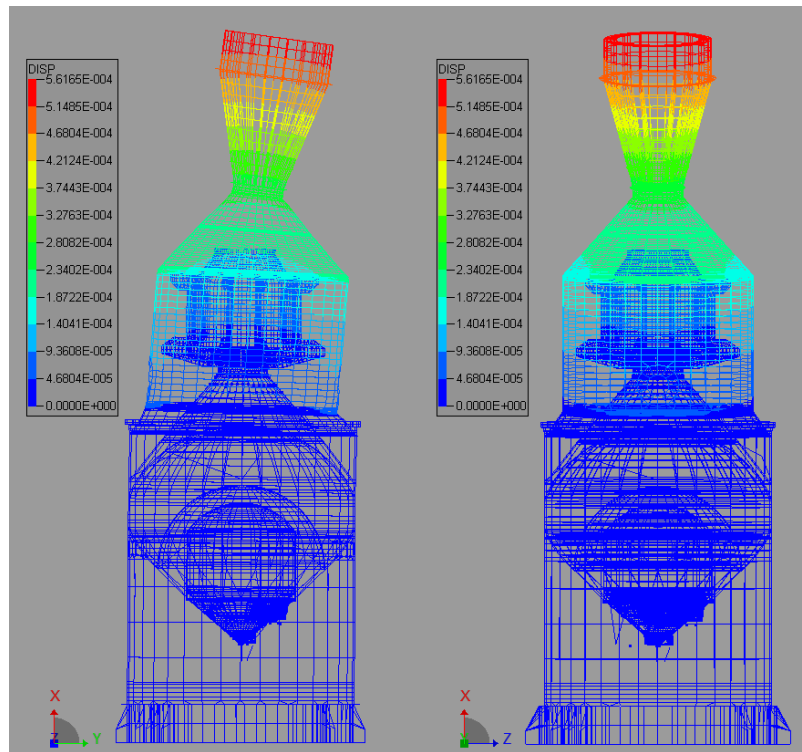 DISP
5.6165E-004
5.1485E-004
4.6804E-004
4.2124E-004
3.7443E-004
3.2763E-004
2.8082E-004
2.3402E-004
1.8722E-004
1.4041E-004
9.3608E-005
4.6804E-005
0.0000E+000
X
Z
Y
DISP
5.6165E-004
5.1485E-004
4.6804E-004
4.2124E-004
3.7443E-004
3.2763E-004
2.8082E-004
2.3402E-004
1.8722E-004
1.4041E-004
9.3608E-005
4.6804E-005
0.0000E+000
X
Z